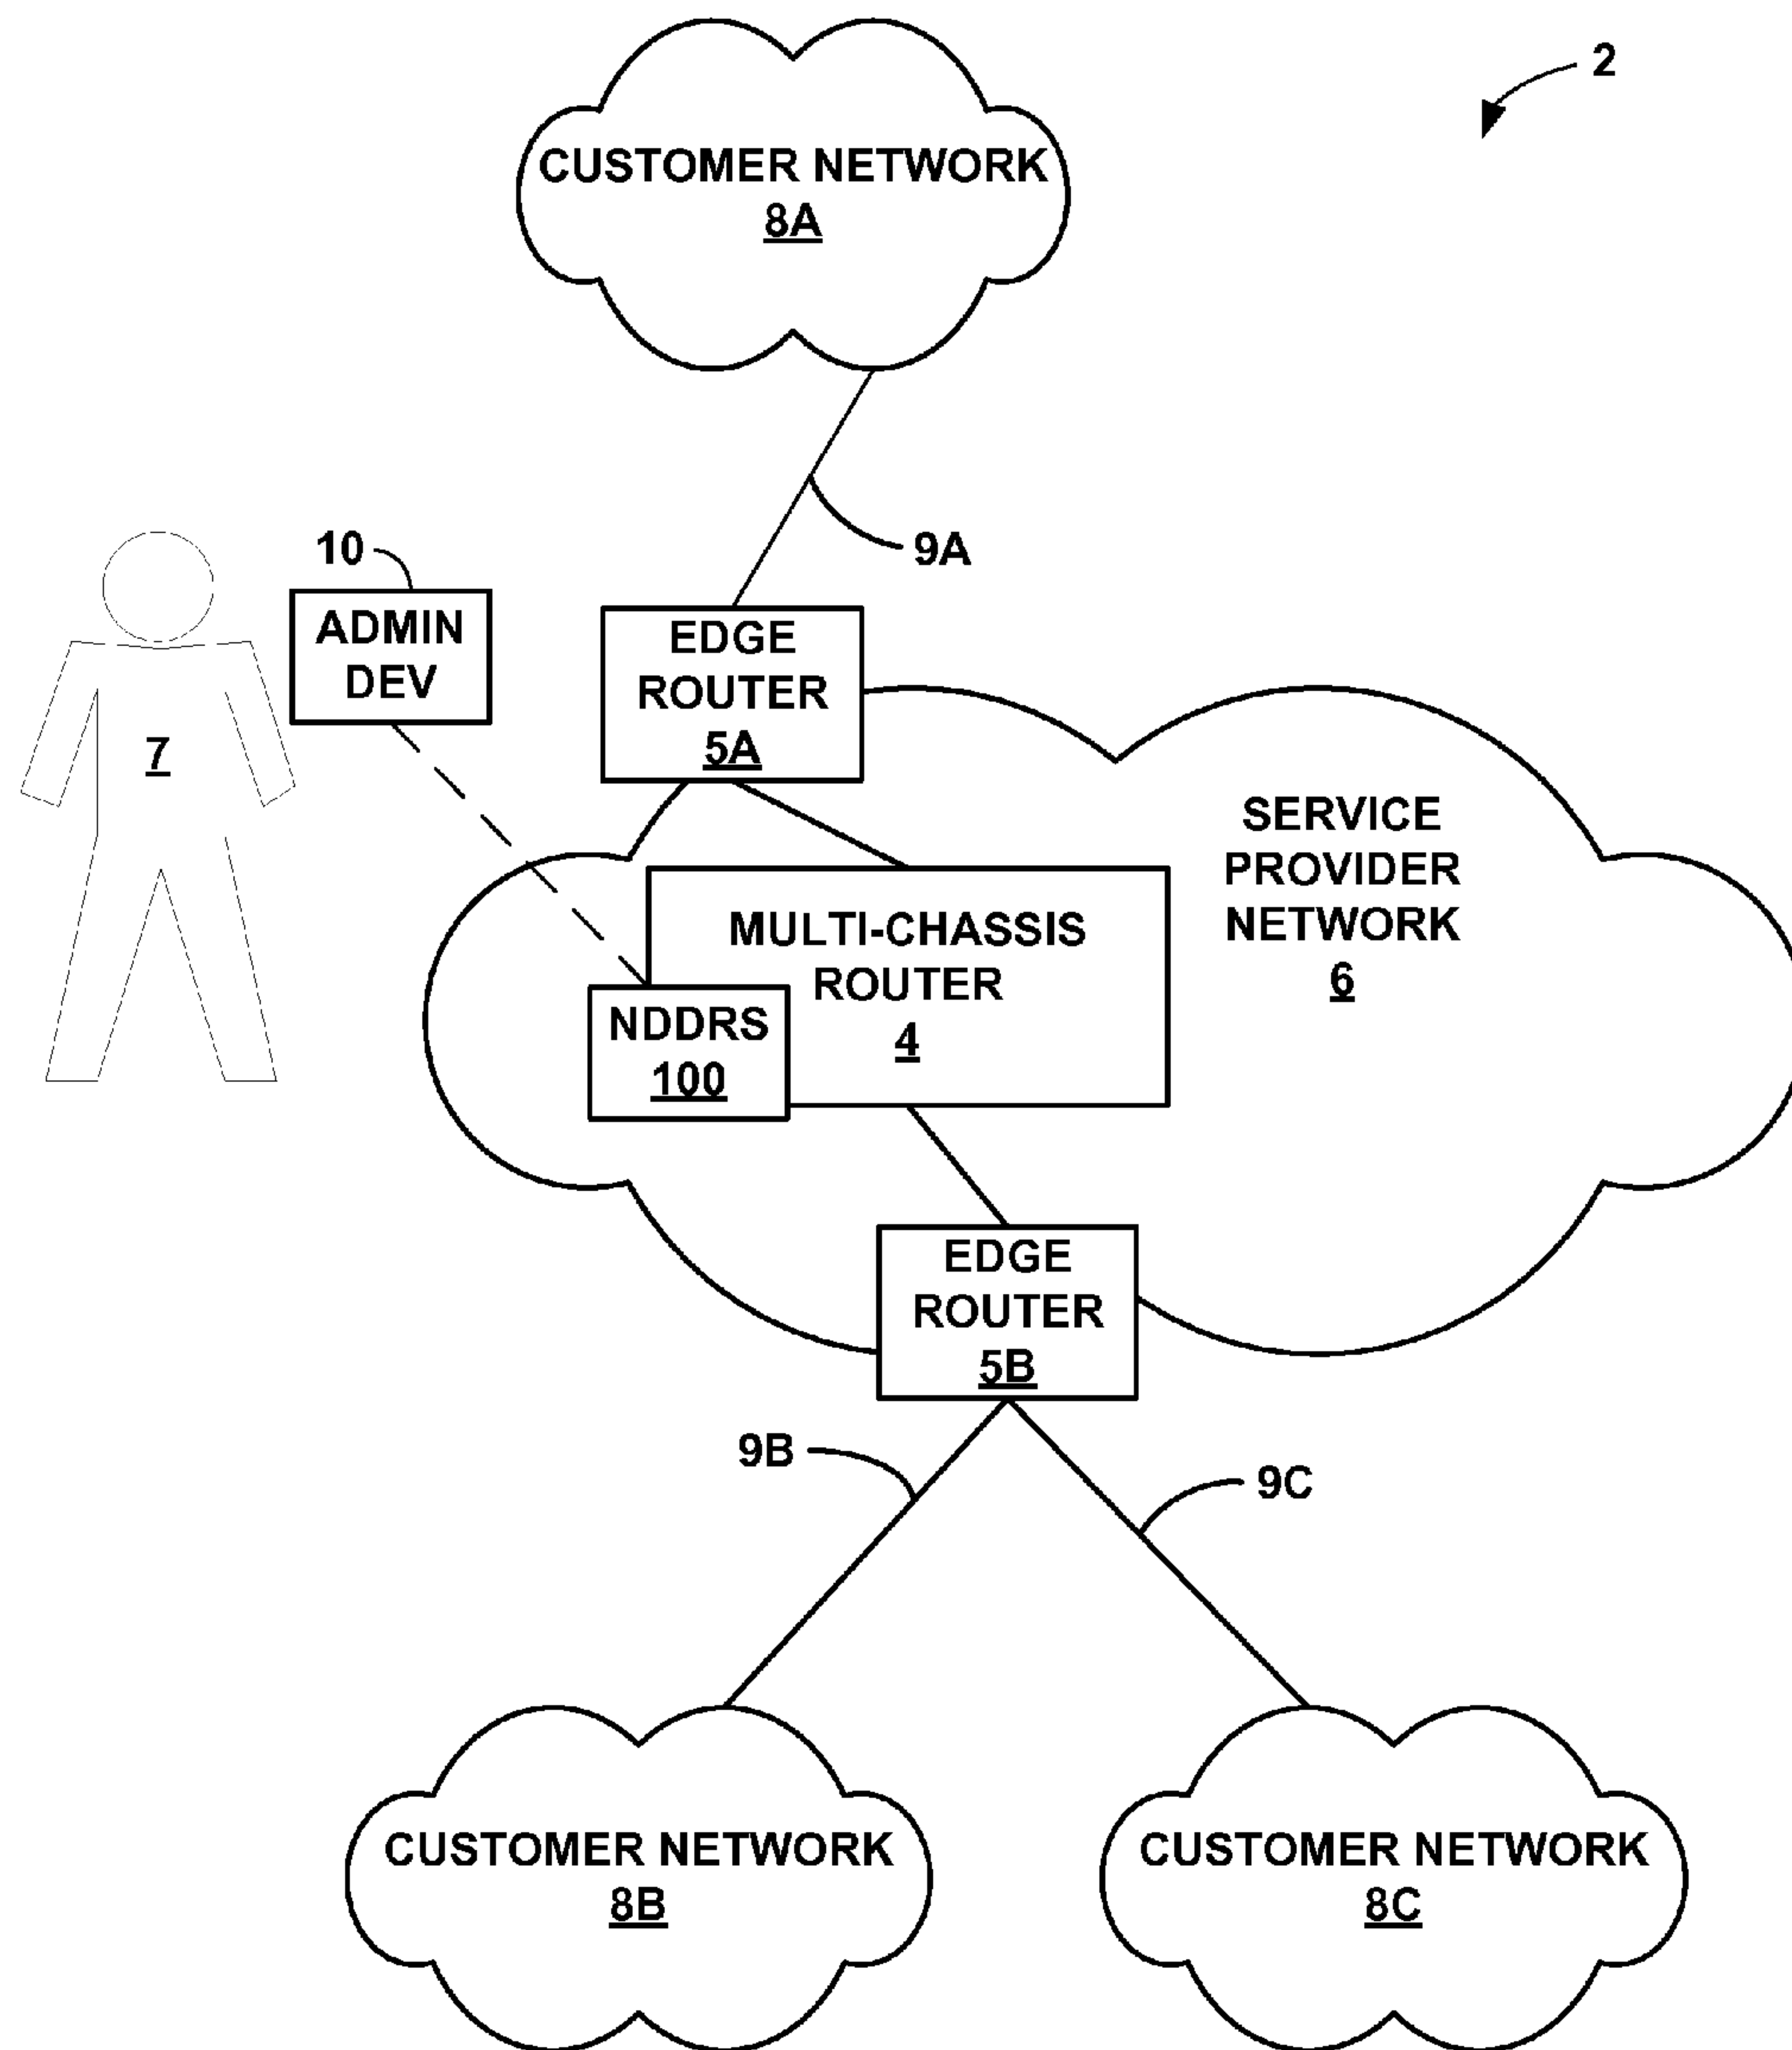 2
CUSTOMER NETWORK
8A
9A
10
ADMIN
DEV
7
EDGE
ROUTER
5A
SERVICE
PROVIDER
NETWORK
6
MULTI-CHASSIS
ROUTER
4
NDDRS
100
EDGE
ROUTER
5B
9B
9C
CUSTOMER NETWORK
8B
CUSTOMER NETWORK
8C